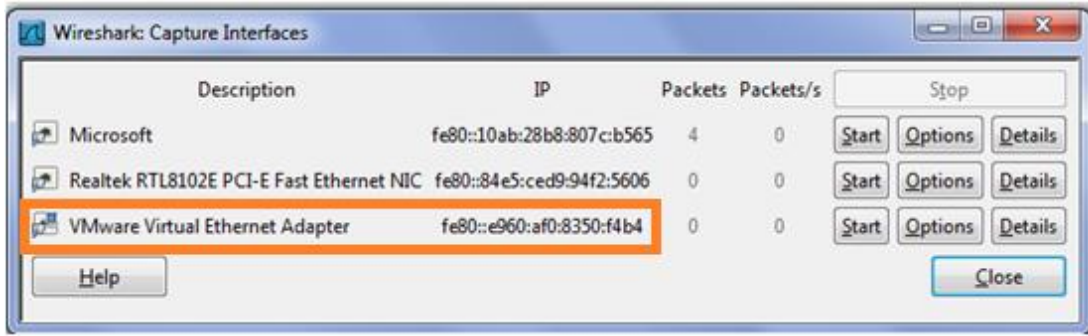 Wireshark: Capture Interfaces
Description IP Packets Packets/s Stop
Microsoft fe80::10ab:28b8:807c:b565 4 0 Start Options Details
Realtek RTL8102E PCI-E Fast Ethernet NIC fe80::84e5:ced9:94f2:5606 0 0 Start Options Details
VMware Virtual Ethernet Adapter fe80::e960:af0:8350:f4b4 0 0 Start Options Details
Help Close